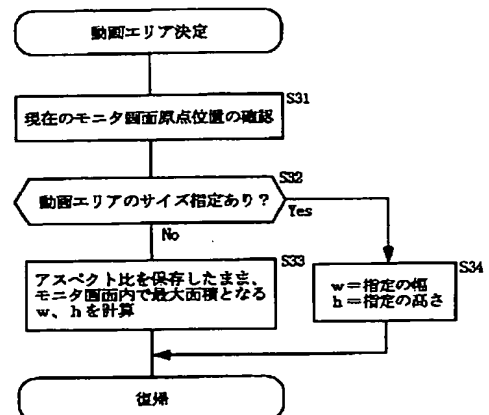 動画エリア決定
S31
現在のモニタ画面原点位置の確認
S32
動画エリアのサイズ指定あり？
Yes
No
S33
アスペクト比を保存したまま、
モニタ画面内で最大面積となる
w、hを計算
S34
w＝指定の幅
h＝指定の高さ
復帰